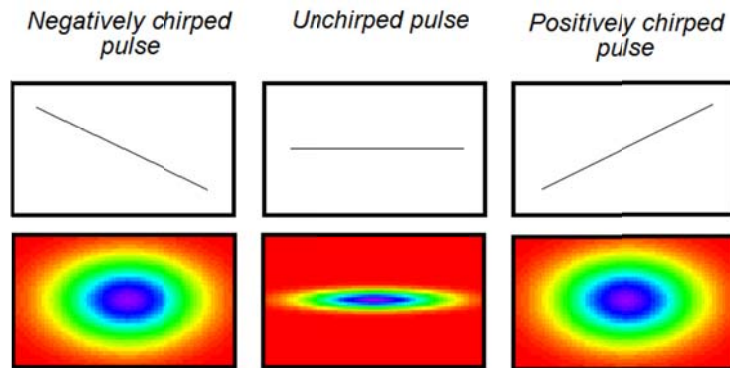 Negatively chirped
pulse
Unchirped pulse
Positively chirped
pulse